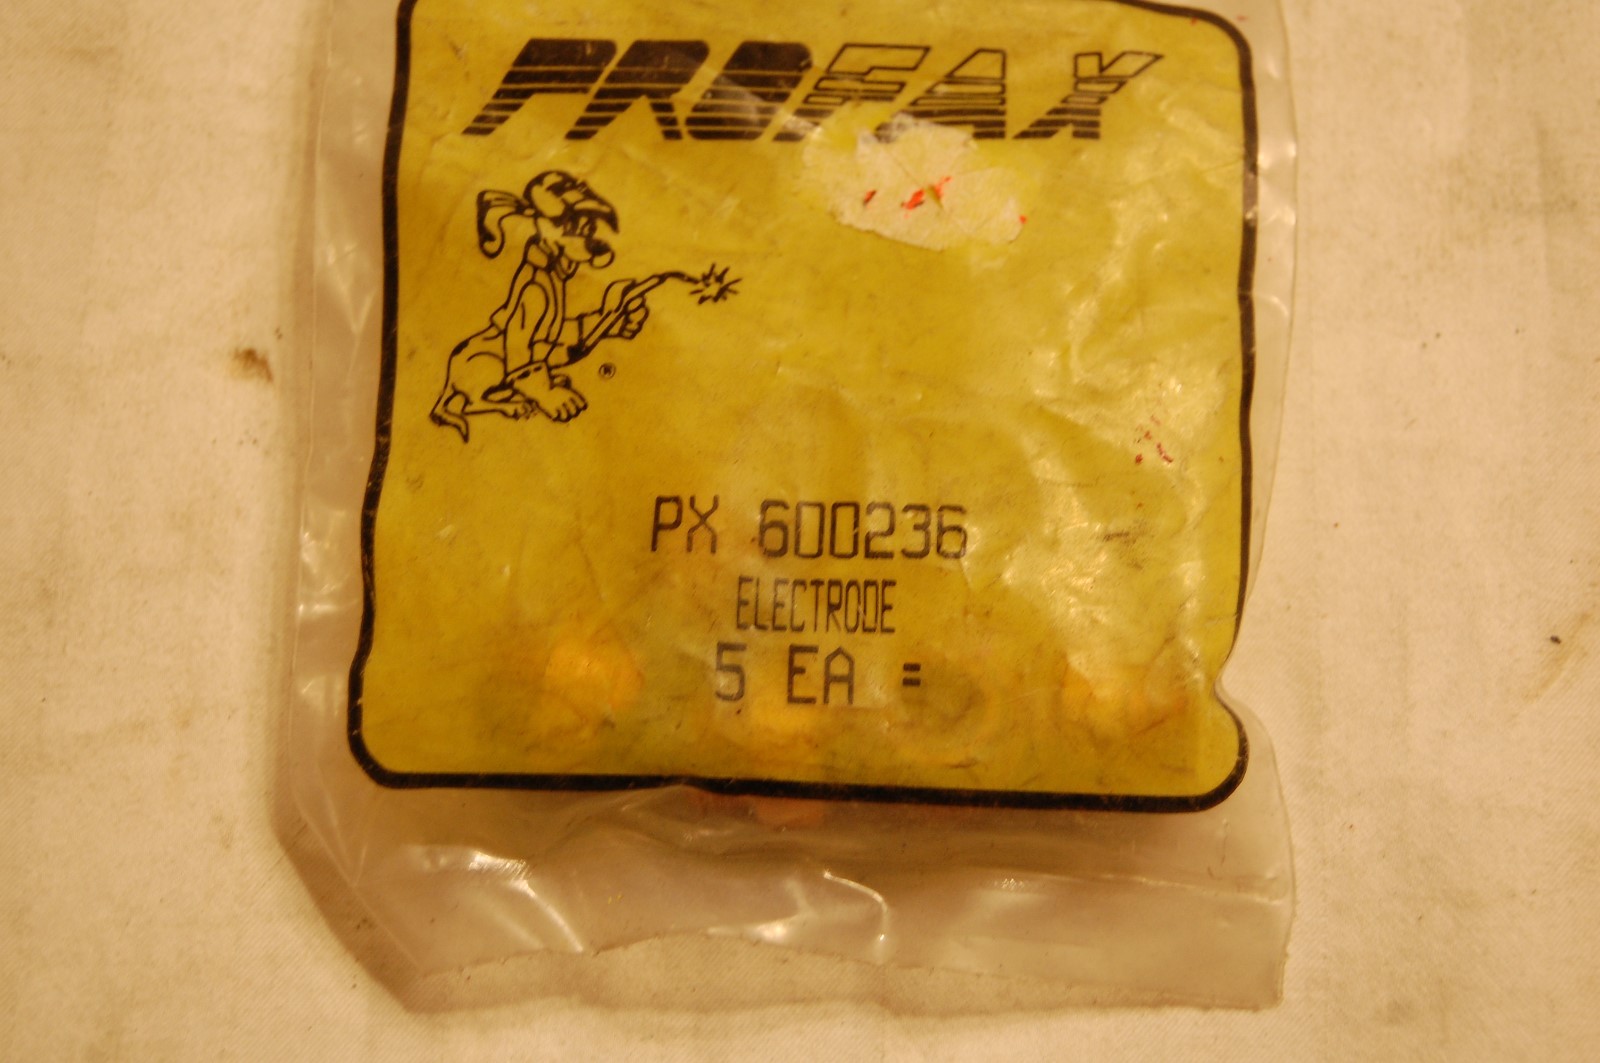 PROFAX
®
PX 600236
ELECTRODE
5 EA =